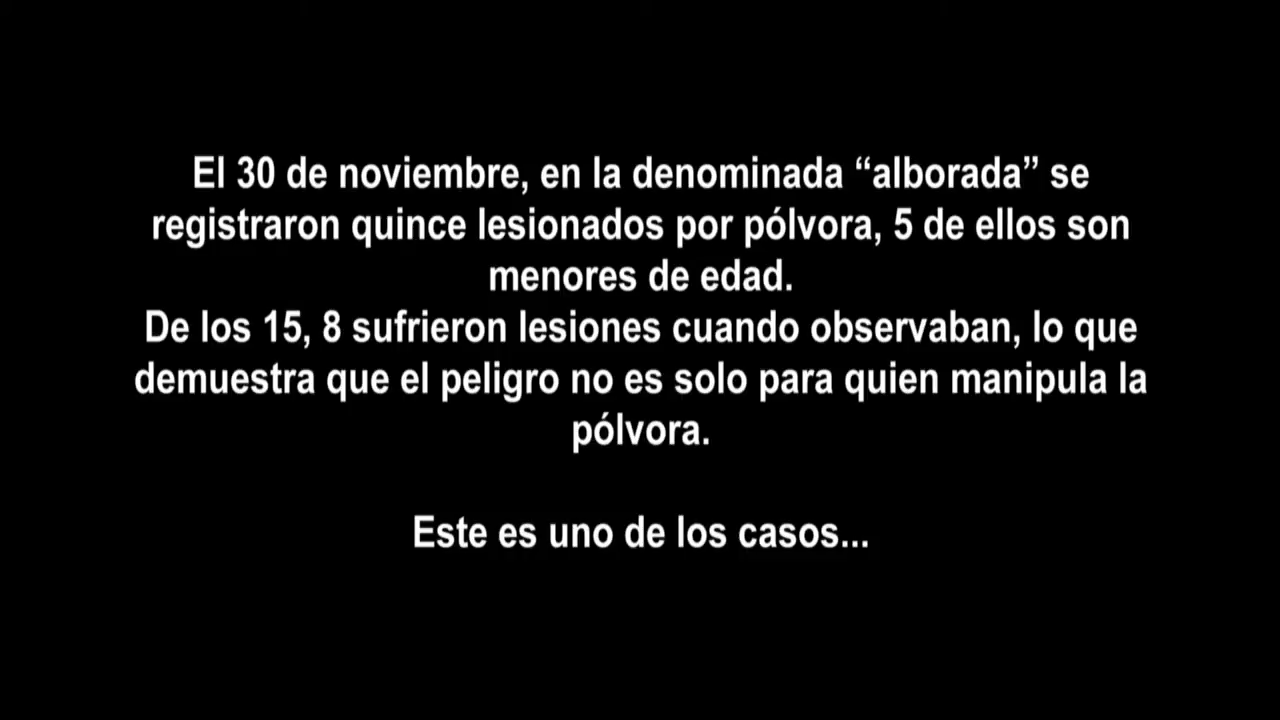 El 30 de noviembre, en la denominada “alborada” se
registraron quince lesionados por pólvora, 5 de ellos son
menores de edad.
De los 15, 8 sufrieron lesiones cuando observaban, lo que
demuestra que el peligro no es solo para quien manipula la
pólvora.
Este es uno de los casos...